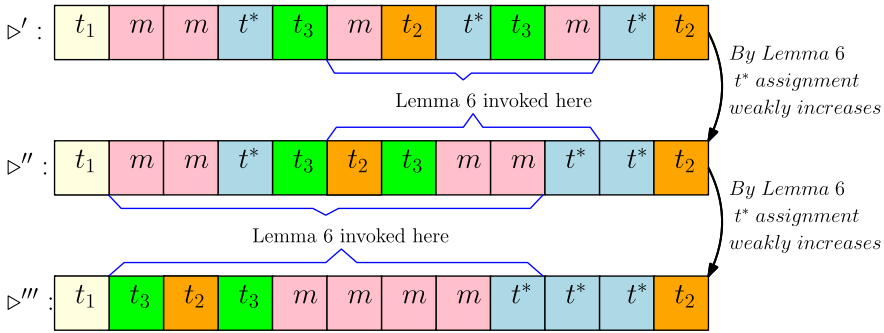 ▷′ : t₁ m m t* t₃ m t₂ t* t₃ m t* t₂
By Lemma 6
t* assignment
weakly increases
Lemma 6 invoked here
▷′′ : t₁ m m t* t₃ t₂ t₃ m m t* t* t₂
By Lemma 6
t* assignment
weakly increases
Lemma 6 invoked here
▷′′′ : t₁ t₃ t₂ t₃ m m m m t* t* t* t₂